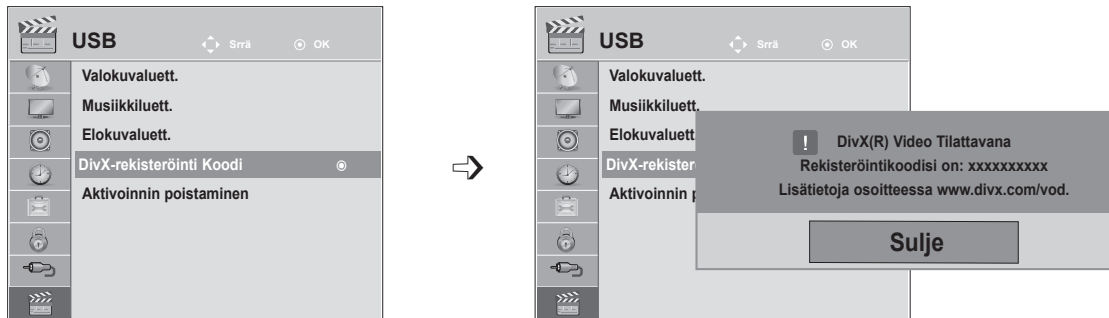 USB
Srrä
OK
Valokuvaluett.
Musiikkiluett.
Elokuvaluett.
DivX-rekisteröinti Koodi
Aktivoinnin poistaminen
USB
Srrä
OK
Valokuvaluett.
Musiikkiluett.
Elokuvaluett
DivX-rekister
Aktivoinnin p
! DivX(R) Video Tilattavana
Rekisteröintikoodisi on: xxxxxxxxxx
Lisätietoja osoitteessa www.divx.com/vod.
Sulje